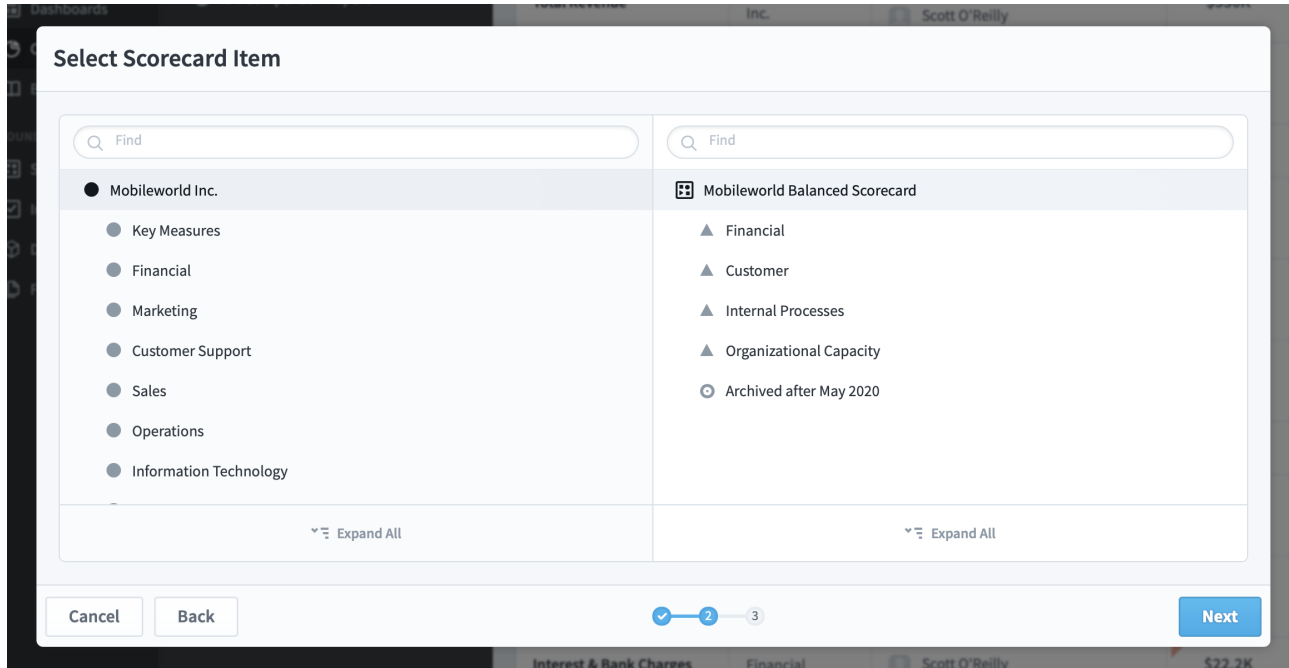 Dashboards
Total Revenue
Inc.
Scott O'Reilly
$350K
Select Scorecard Item
Find
Find
Mobileworld Inc.
Key Measures
Financial
Marketing
Customer Support
Sales
Operations
Information Technology
Expand All
Mobileworld Balanced Scorecard
Financial
Customer
Internal Processes
Organizational Capacity
Archived after May 2020
Expand All
Cancel
Back
2
3
Next
Interest & Bank Charges
Financial
Scott O'Reilly
$22.2K